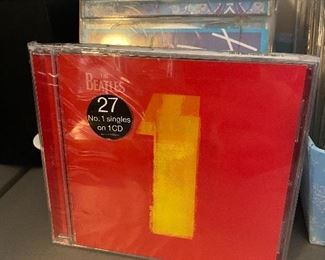 THE
BEATLES
27
No.1 singles
on 1CD
1